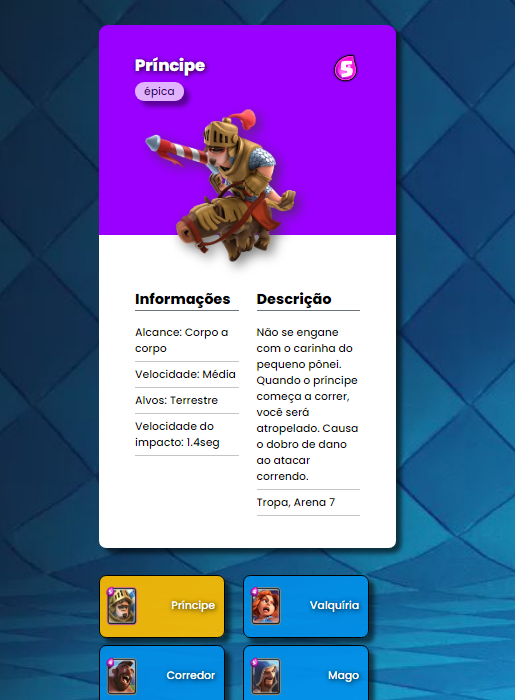 Príncipe
5
épica
Informações
Alcance: Corpo a
corpo
Velocidade: Média
Alvos: Terrestre
Velocidade do
impacto: 1.4seg
Descrição
Não se engane
com o carinha do
pequeno pônei.
Quando o príncipe
começa a correr,
você será
atropelado. Causa
o dobro de dano
ao atacar
correndo.
Tropa, Arena 7
Príncipe
Valquíria
Corredor
Mago